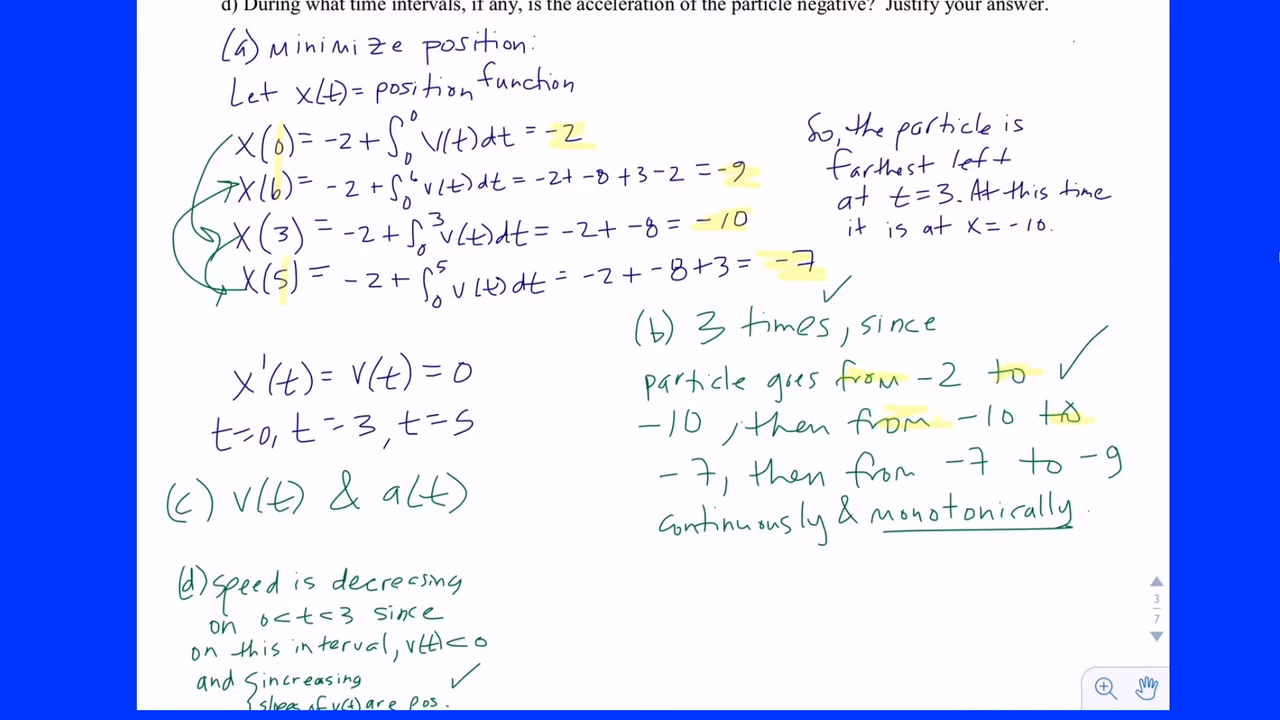 d) During what time intervals, if any, is the acceleration of the particle negative? Justify your answer.
(a) minimize position:
Let x(t)= position function
X(0)= -2 + ∫₀⁰ V(t)dt = -2
X(6)= -2 + ∫₀⁶ v(t)dt = -2+ -8 +3 -2 = -9
X(3) = -2 + ∫₀³ v(t)dt = -2+ -8 = -10
X(5) = -2 + ∫₀⁵ v(t)dt = -2 + -8+3 = -7
So, the particle is
farthest left
at t=3. At this time
it is at x= -10.
x'(t)= v(t) = 0
t=0, t=3, t=5
(b) 3 times, since
particle goes from -2 to
-10, then from -10 to
-7, then from -7 to -9
continuously & monotonically.
(c) v(t) & a(t)
(d) speed is decreasing
on 0<t<3 since
on this interval, v(t)<0
and { increasing
slopes of v(t) are pos.
3
7